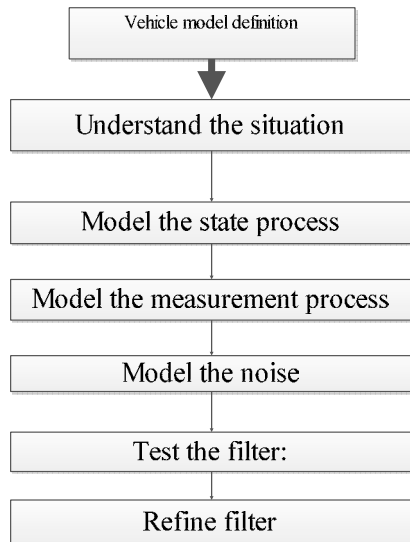 Vehicle model definition
Understand the situation
Model the state process
Model the measurement process
Model the noise
Test the filter:
Refine filter